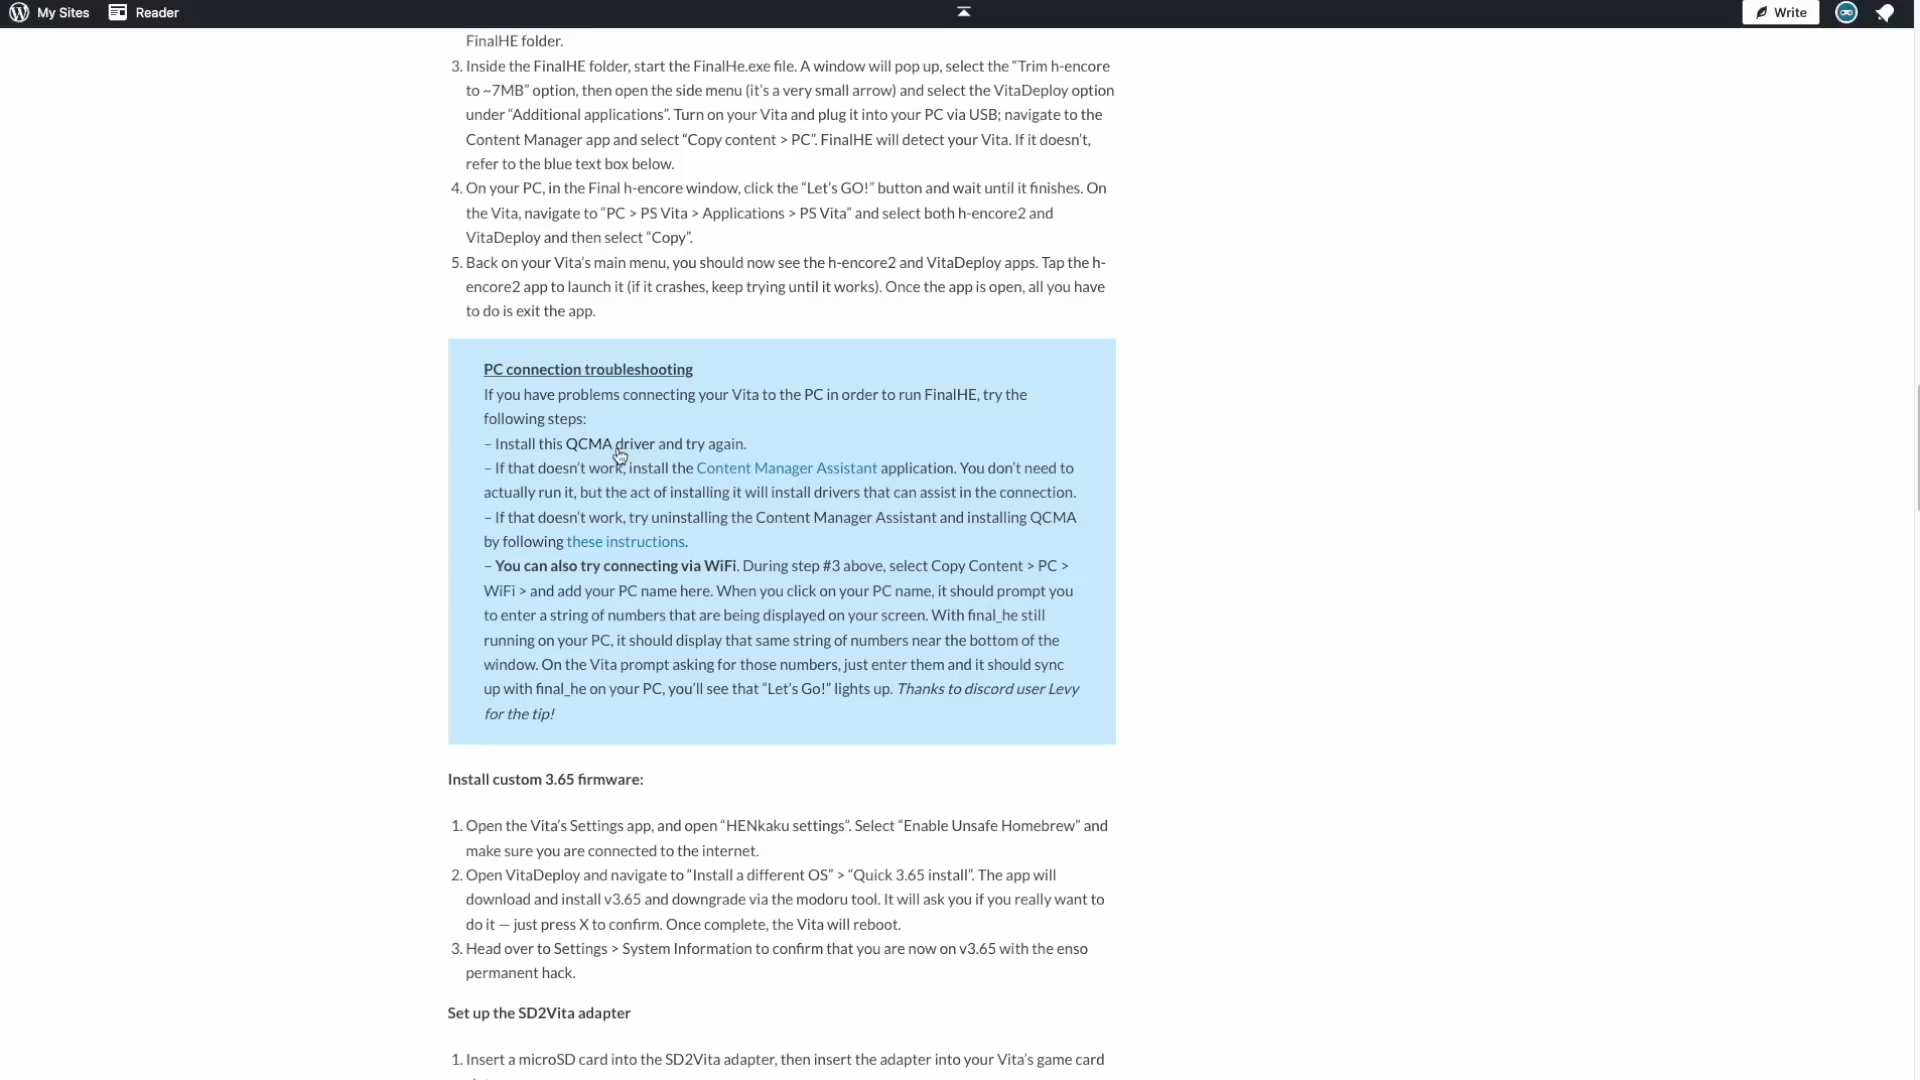 My Sites Reader Write
FinalHE folder.
3. Inside the FinalHE folder, start the FinalHe.exe file. A window will pop up, select the “Trim h-encore
to ~7MB” option, then open the side menu (it’s a very small arrow) and select the VitaDeploy option
under “Additional applications”. Turn on your Vita and plug it into your PC via USB; navigate to the
Content Manager app and select “Copy content > PC”. FinalHE will detect your Vita. If it doesn’t,
refer to the blue text box below.
4. On your PC, in the Final h-encore window, click the “Let’s GO!” button and wait until it finishes. On
the Vita, navigate to “PC > PS Vita > Applications > PS Vita” and select both h-encore2 and
VitaDeploy and then select “Copy”.
5. Back on your Vita’s main menu, you should now see the h-encore2 and VitaDeploy apps. Tap the h-
encore2 app to launch it (if it crashes, keep trying until it works). Once the app is open, all you have
to do is exit the app.
PC connection troubleshooting
If you have problems connecting your Vita to the PC in order to run FinalHE, try the
following steps:
– Install this QCMA driver and try again.
– If that doesn’t work, install the Content Manager Assistant application. You don’t need to
actually run it, but the act of installing it will install drivers that can assist in the connection.
– If that doesn’t work, try uninstalling the Content Manager Assistant and installing QCMA
by following these instructions.
– You can also try connecting via WiFi. During step #3 above, select Copy Content > PC >
WiFi > and add your PC name here. When you click on your PC name, it should prompt you
to enter a string of numbers that are being displayed on your screen. With final_he still
running on your PC, it should display that same string of numbers near the bottom of the
window. On the Vita prompt asking for those numbers, just enter them and it should sync
up with final_he on your PC, you’ll see that “Let’s Go!” lights up. Thanks to discord user Levy
for the tip!
Install custom 3.65 firmware:
1. Open the Vita’s Settings app, and open “HENkaku settings”. Select “Enable Unsafe Homebrew” and
make sure you are connected to the internet.
2. Open VitaDeploy and navigate to “Install a different OS” > “Quick 3.65 install”. The app will
download and install v3.65 and downgrade via the modoru tool. It will ask you if you really want to
do it — just press X to confirm. Once complete, the Vita will reboot.
3. Head over to Settings > System Information to confirm that you are now on v3.65 with the enso
permanent hack.
Set up the SD2Vita adapter
1. Insert a microSD card into the SD2Vita adapter, then insert the adapter into your Vita’s game card